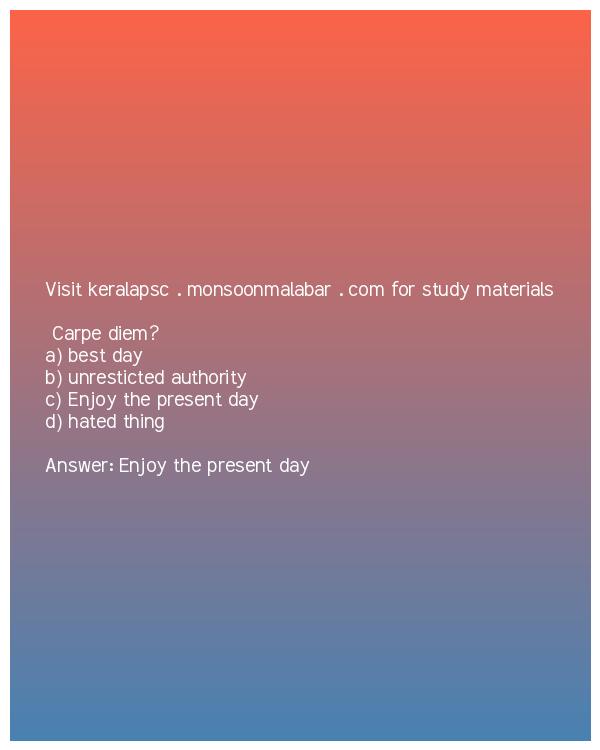 Visit keralapsc . monsoonmalabar . com for study materials
Carpe diem?
a) best day
b) unresticted authority
c) Enjoy the present day
d) hated thing
Answer: Enjoy the present day